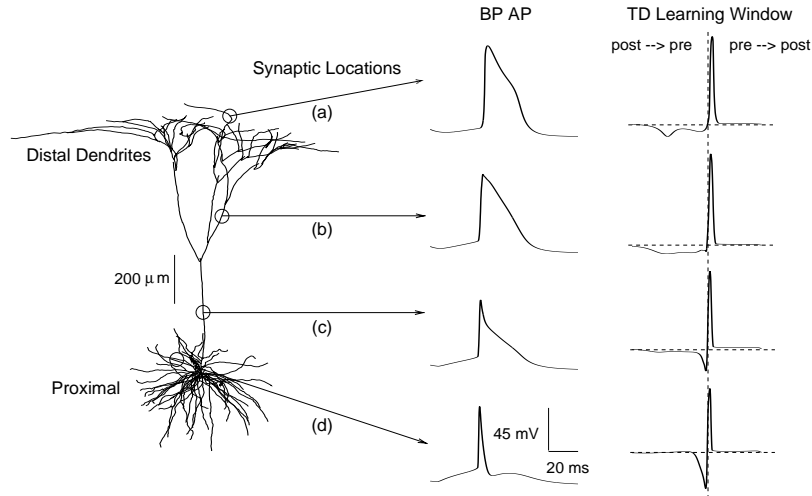 BP AP
TD Learning Window
post --> pre
pre --> post
Synaptic Locations
(a)
Distal Dendrites
(b)
200 μm
(c)
Proximal
(d)
45 mV
20 ms